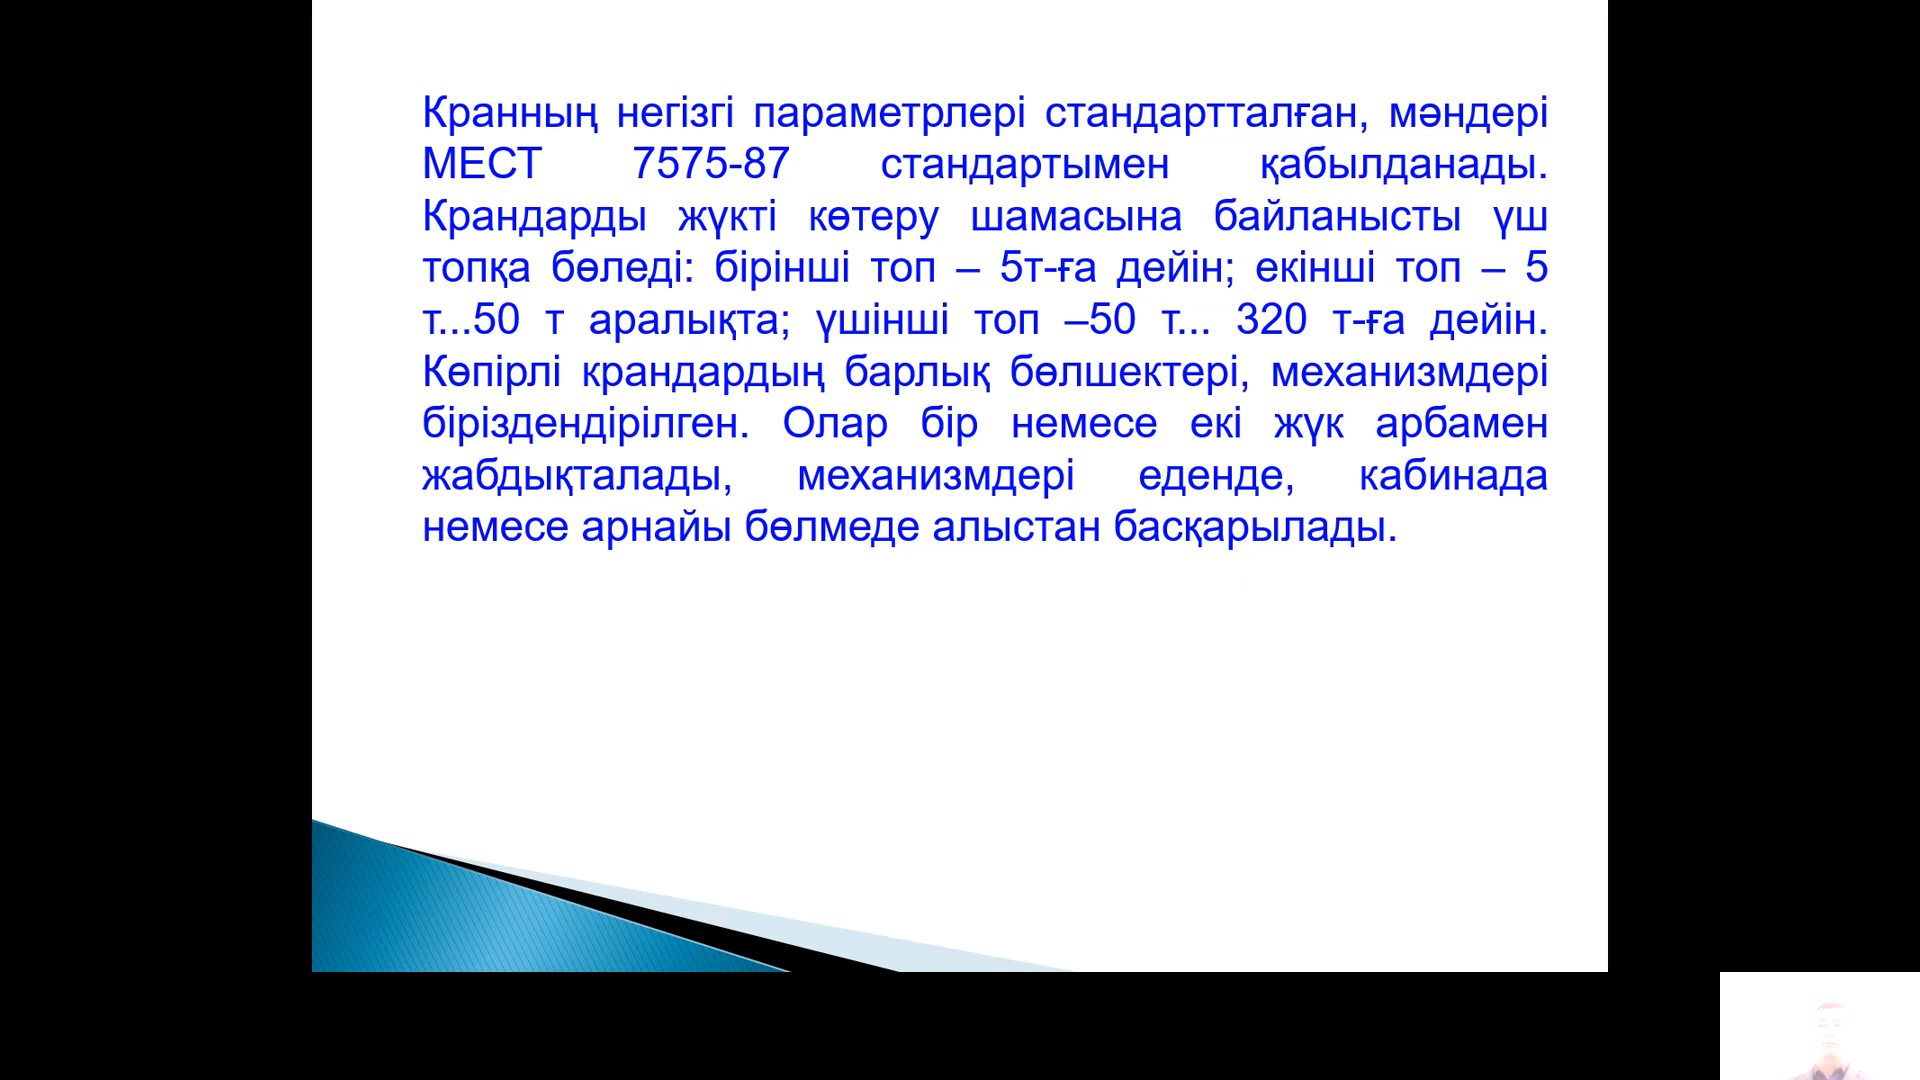 Кранның негізгі параметрлері стандартталған, мәндері
МЕСТ 7575-87 стандартымен қабылданады.
Крандарды жүкті көтеру шамасына байланысты үш
топқа бөледі: бірінші топ – 5т-ға дейін; екінші топ – 5
т...50 т аралықта; үшінші топ –50 т... 320 т-ға дейін.
Көпірлі крандардың барлық бөлшектері, механизмдері
біріздендірілген. Олар бір немесе екі жүк арбамен
жабдықталады, механизмдері еденде, кабинада
немесе арнайы бөлмеде алыстан басқарылады.